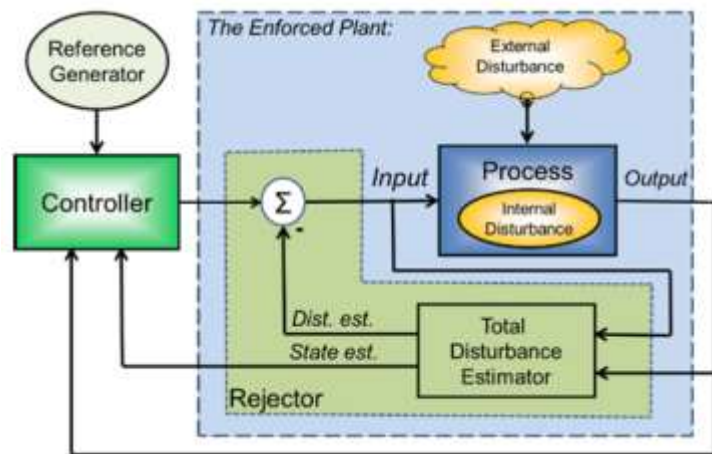 The Enforced Plant:
Reference
Generator
External
Disturbance
Controller
Σ
-
Input
Process
Internal
Disturbance
Output
Dist. est.
State est.
Total
Disturbance
Estimator
Rejector